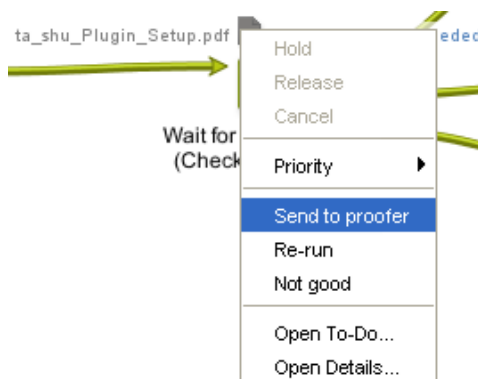 ta_shu_Plugin_Setup.pdf
Hold
Release
Cancel
Wait for
(Check
Priority
Send to proofer
Re-run
Not good
Open To-Do...
Open Details...